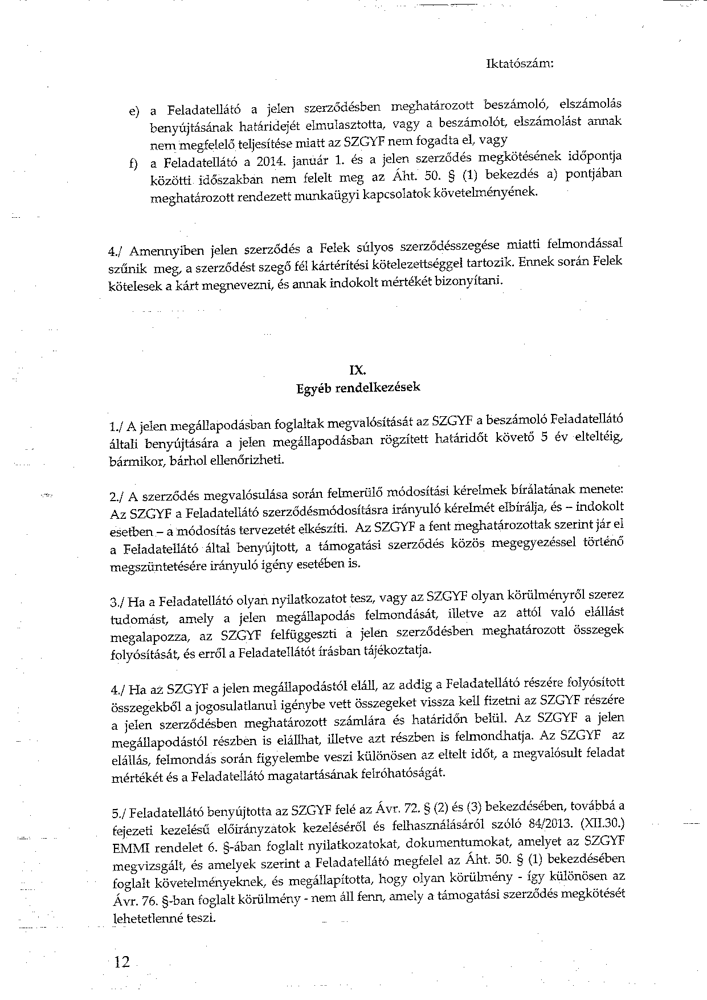 Iktatószám:
e) a Feladatellátó a jelen szerződésben meghatározott beszámoló, elszámolás
benyújtásának határidejét elmulasztotta, vagy a beszámolót, elszámolást annak
nem megfelelő teljesítése miatt az SZGYF nem fogadta el, vagy
f) a Feladatellátó a 2014. január 1. és a jelen szerződés megkötésének időpontja
közötti időszakban nem felelt meg az Áht. 50. § (1) bekezdés a) pontjában
meghatározott rendezett munkaügyi kapcsolatok követelményének.
4./ Amennyiben jelen szerződés a Felek súlyos szerződésszegése miatti felmondással
szűnik meg, a szerződést szegő fél kártérítési kötelezettséggel tartozik. Ennek során Felek
kötelesek a kárt megnevezni, és annak indokolt mértékét bizonyítani.
IX.
Egyéb rendelkezések
1./ A jelen megállapodásban foglaltak megvalósítását az SZGYF a beszámoló Feladatellátó
általi benyújtására a jelen megállapodásban rögzített határidőt követő 5 év elteltéig,
bármikor, bárhol ellenőrizheti.
2./ A szerződés megvalósulása során felmerülő módosítási kérelmek bírálatának menete:
Az SZGYF a Feladatellátó szerződésmódosításra irányuló kérelmét elbírálja, és – indokolt
esetben – a módosítás tervezetét elkészíti. Az SZGYF a fent meghatározottak szerint jár el
a Feladatellátó által benyújtott, a támogatási szerződés közös megegyezéssel történő
megszüntetésére irányuló igény esetében is.
3./ Ha a Feladatellátó olyan nyilatkozatot tesz, vagy az SZGYF olyan körülményről szerez
tudomást, amely a jelen megállapodás felmondását, illetve az attól való elállást
megalapozza, az SZGYF felfüggeszti a jelen szerződésben meghatározott összegek
folyósítását, és erről a Feladatellátót írásban tájékoztatja.
4./ Ha az SZGYF a jelen megállapodástól eláll, az addig a Feladatellátó részére folyósított
összegekből a jogosulatlanul igénybe vett összegeket vissza kell fizetni az SZGYF részére
a jelen szerződésben meghatározott számlára és határidőn belül. Az SZGYF a jelen
megállapodástól részben is elállhat, illetve azt részben is felmondhatja. Az SZGYF az
elállás, felmondás során figyelembe veszi különösen az eltelt időt, a megvalósult feladat
mértékét és a Feladatellátó magatartásának felróhatóságát.
5./ Feladatellátó benyújtotta az SZGYF felé az Ávr. 72. § (2) és (3) bekezdésében, továbbá a
fejezeti kezelésű előirányzatok kezeléséről és felhasználásáról szóló 84/2013. (XII.30.)
EMMI rendelet 6. §-ában foglalt nyilatkozatokat, dokumentumokat, amelyet az SZGYF
megvizsgált, és amelyek szerint a Feladatellátó megfelel az Áht. 50. § (1) bekezdésében
foglalt követelményeknek, és megállapította, hogy olyan körülmény - így különösen az
Ávr. 76. §-ban foglalt körülmény - nem áll fenn, amely a támogatási szerződés megkötését
lehetetlenné teszi.
12